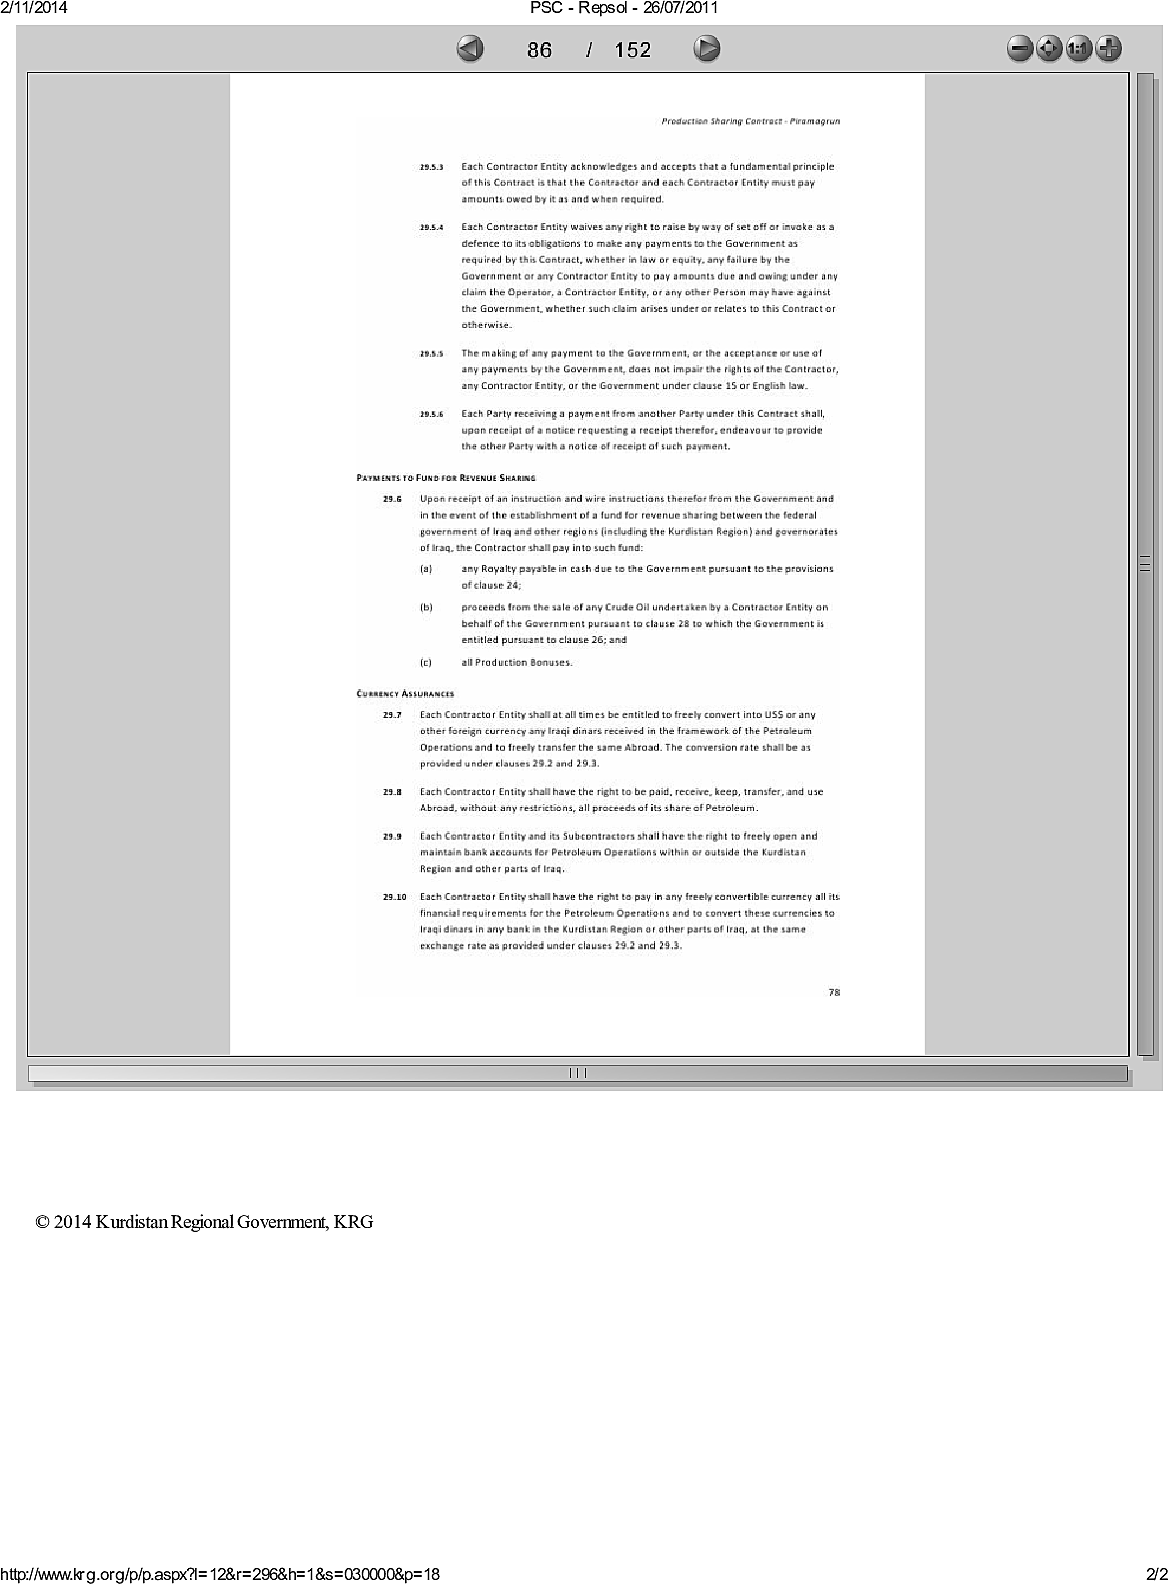 2/11/2014
PSC - Repsol - 26/07/2011
86 / 152
1:1
Production Sharing Contract - Piramagrun
29.5.3 Each Contractor Entity acknowledges and accepts that a fundamental principle
of this Contract is that the Contractor and each Contractor Entity must pay
amounts owed by it as and when required.
29.5.4 Each Contractor Entity waives any right to raise by way of set off or invoke as a
defence to its obligations to make any payments to the Government as
required by this Contract, whether in law or equity, any failure by the
Government or any Contractor Entity to pay amounts due and owing under any
claim the Operator, a Contractor Entity, or any other Person may have against
the Government, whether such claim arises under or relates to this Contract or
otherwise.
29.5.5 The making of any payment to the Government, or the acceptance or use of
any payments by the Government, does not impair the rights of the Contractor,
any Contractor Entity, or the Government under clause 15 or English law.
29.5.6 Each Party receiving a payment from another Party under this Contract shall,
upon receipt of a notice requesting a receipt therefor, endeavour to provide
the other Party with a notice of receipt of such payment.
PAYMENTS TO FUND FOR REVENUE SHARING
29.6 Upon receipt of an instruction and wire instructions therefor from the Government and
in the event of the establishment of a fund for revenue sharing between the federal
government of Iraq and other regions (including the Kurdistan Region) and governorates
of Iraq, the Contractor shall pay into such fund:
(a) any Royalty payable in cash due to the Government pursuant to the provisions
of clause 24;
(b) proceeds from the sale of any Crude Oil undertaken by a Contractor Entity on
behalf of the Government pursuant to clause 28 to which the Government is
entitled pursuant to clause 26; and
(c) all Production Bonuses.
CURRENCY ASSURANCES
29.7 Each Contractor Entity shall at all times be entitled to freely convert into US$ or any
other foreign currency any Iraqi dinars received in the framework of the Petroleum
Operations and to freely transfer the same Abroad. The conversion rate shall be as
provided under clauses 29.2 and 29.3.
29.8 Each Contractor Entity shall have the right to be paid, receive, keep, transfer, and use
Abroad, without any restrictions, all proceeds of its share of Petroleum.
29.9 Each Contractor Entity and its Subcontractors shall have the right to freely open and
maintain bank accounts for Petroleum Operations within or outside the Kurdistan
Region and other parts of Iraq.
29.10 Each Contractor Entity shall have the right to pay in any freely convertible currency all its
financial requirements for the Petroleum Operations and to convert these currencies to
Iraqi dinars in any bank in the Kurdistan Region or other parts of Iraq, at the same
exchange rate as provided under clauses 29.2 and 29.3.
78
© 2014 Kurdistan Regional Government, KRG
http://www.krg.org/p/p.aspx?l=12&r=296&h=1&s=030000&p=18
2/2